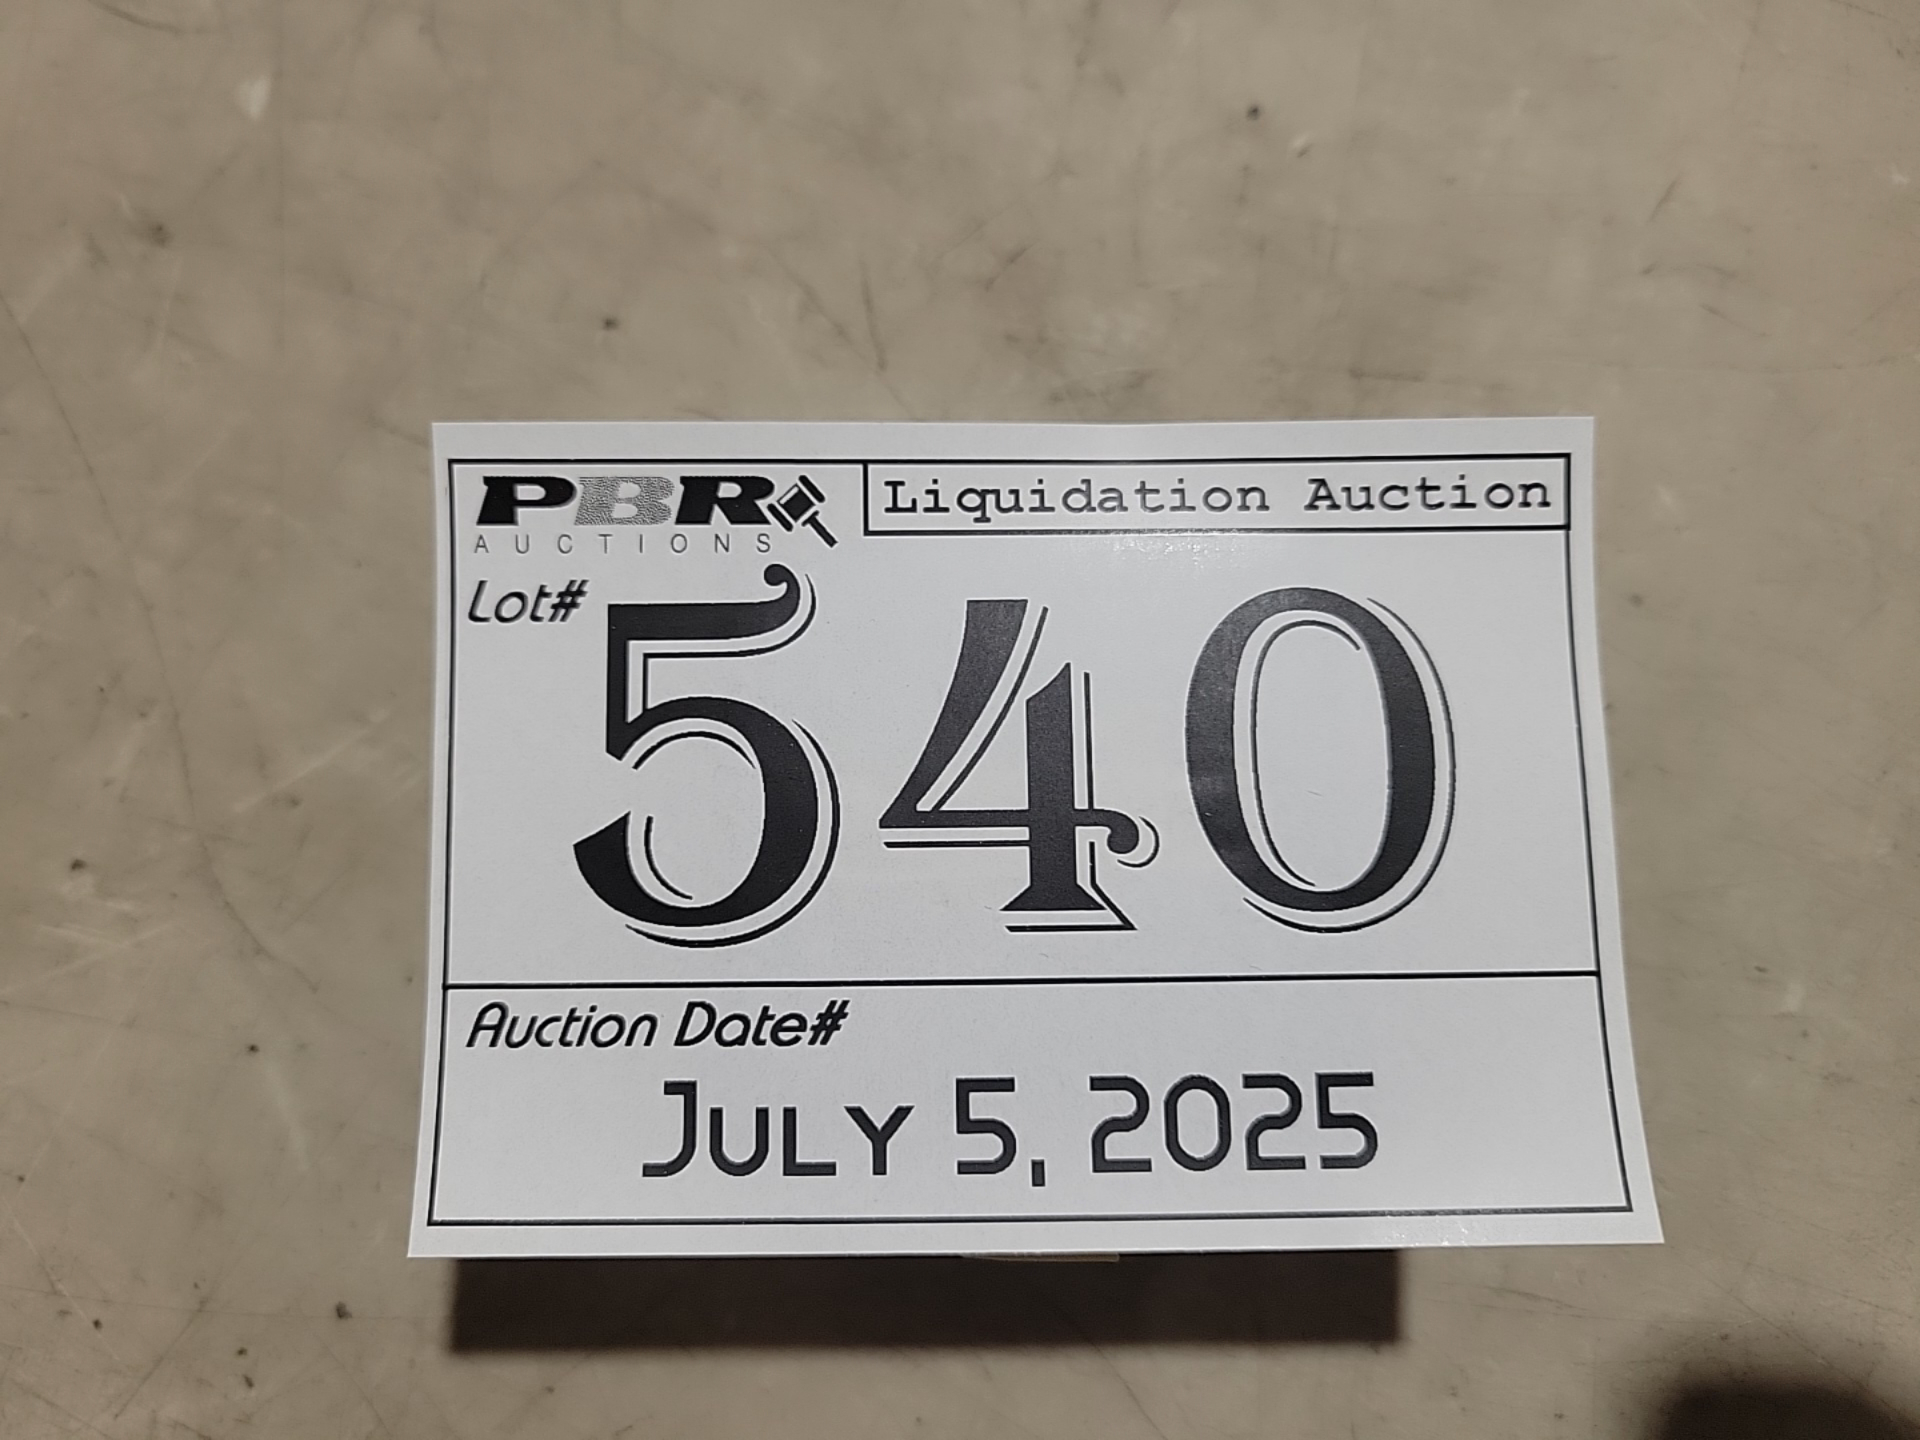 PBR
AUCTIONS
Liquidation Auction
Lot#
540
Auction Date#
July 5, 2025